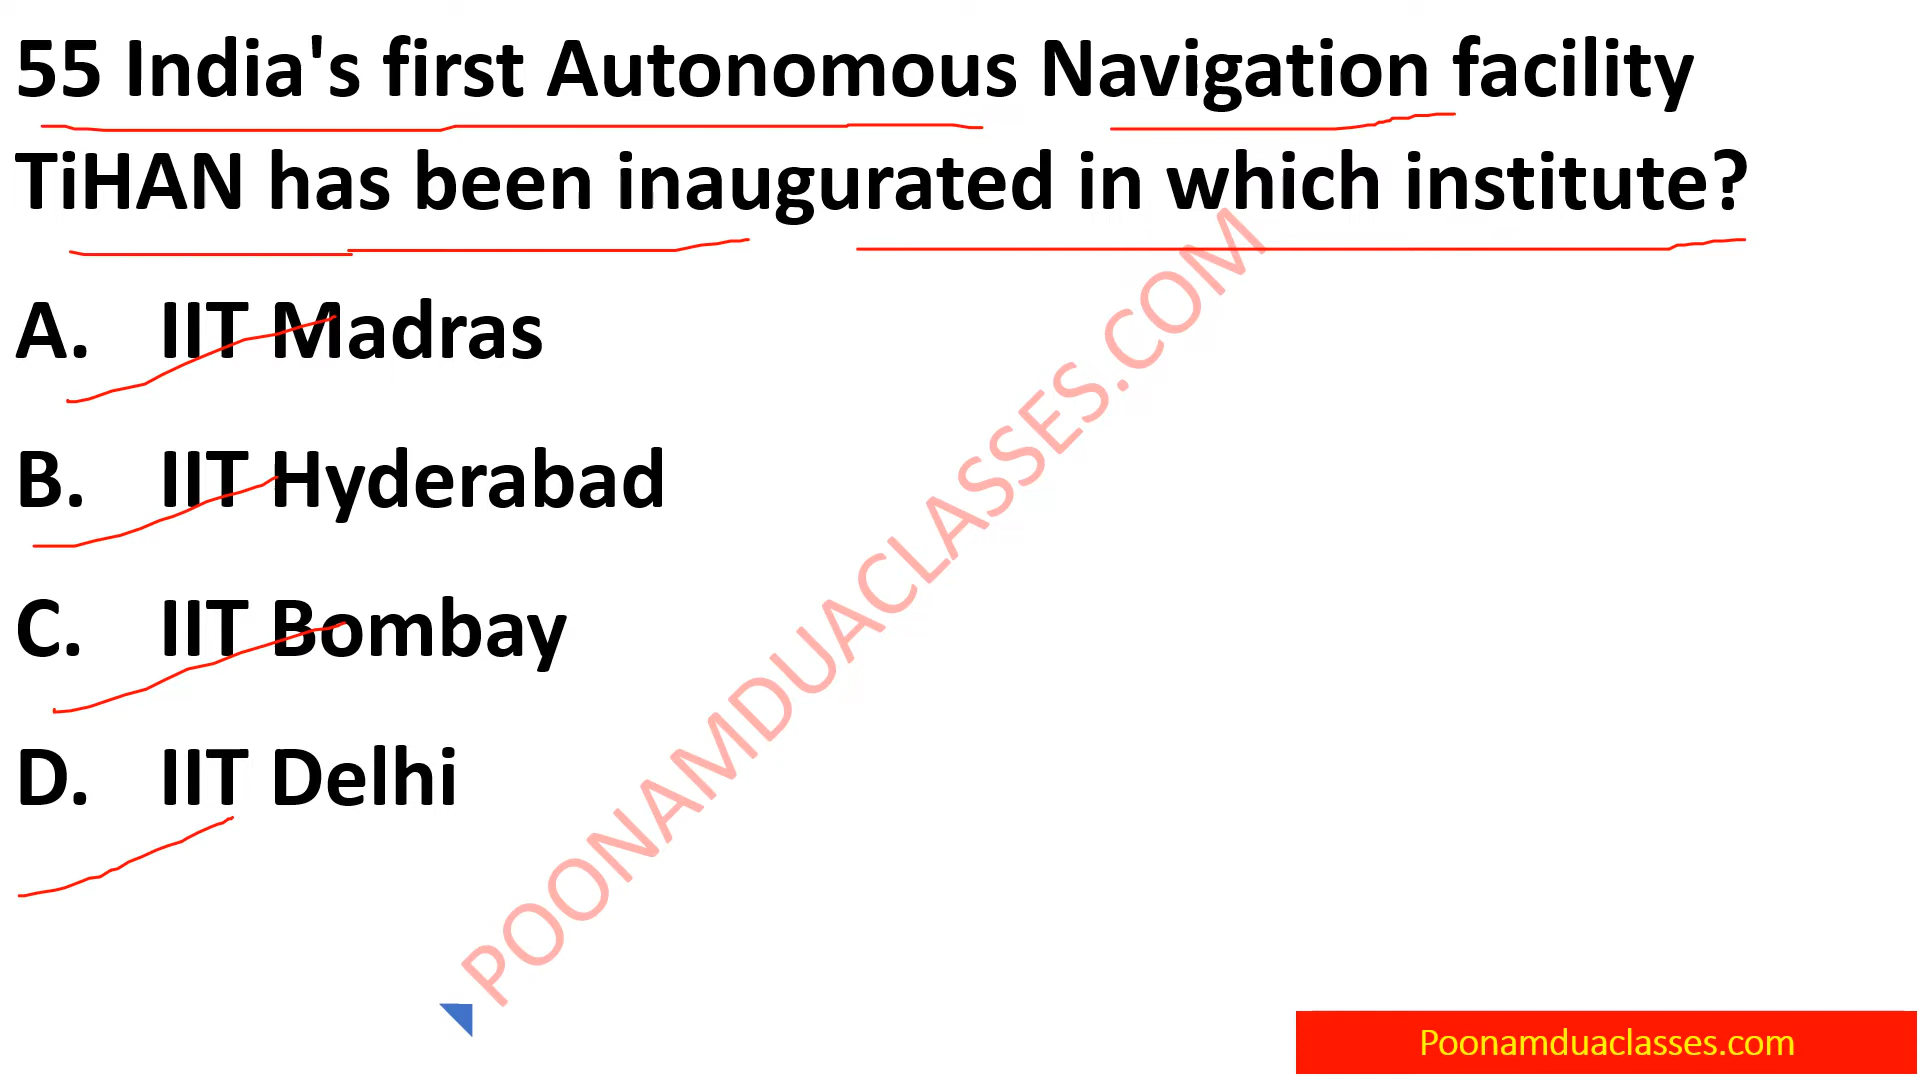 55 India's first Autonomous Navigation facility
TiHAN has been inaugurated in which institute?
A. IIT Madras
B. IIT Hyderabad
C. IIT Bombay
D. IIT Delhi
POONAMDUACLASSES.COM
Poonamduaclasses.com